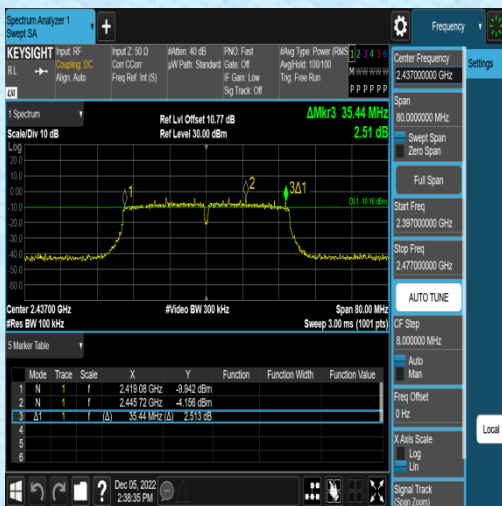 Spectrum Analyzer 1
Swept SA
+
Frequency
KEYSIGHT
Input: RF
Coupling: DC
Align: Auto
Input Z: 50 Ω
Corr CCorr
Freq Ref: Int (S)
#Atten: 40 dB
µW Path: Standard
PNO: Fast
Gate: Off
IF Gain: Low
Sig Track: Off
#Avg Type: Power (RMS
Avg|Hold: 100/100
Trig: Free Run
1 2 3 4 5 6
M w w w w w
P P P P P P
RL
LXI
1 Spectrum
Scale/Div 10 dB
Ref Lvl Offset 10.77 dB
Ref Level 30.00 dBm
ΔMkr3 35.44 MHz
2.51 dB
Log
20.0
10.0
0.00
-10.0
-20.0
-30.0
-40.0
-50.0
-60.0
1
2
3Δ1
DL1 -10.16 dBm
Center 2.43700 GHz
#Res BW 100 kHz
#Video BW 300 kHz
Span 80.00 MHz
Sweep 3.00 ms (1001 pts)
5 Marker Table
Mode Trace Scale X Y Function Function Width Function Value
1 N 1 f 2.419 08 GHz -9.942 dBm
2 N 1 f 2.445 72 GHz -4.156 dBm
3 Δ1 1 f (Δ) 35.44 MHz (Δ) 2.513 dB
4
5
6
Dec 05, 2022
2:38:35 PM
?
Center Frequency
2.437000000 GHz
Settings
Span
80.0000000 MHz
Swept Span
Zero Span
Full Span
Start Freq
2.397000000 GHz
Stop Freq
2.477000000 GHz
AUTO TUNE
CF Step
8.000000 MHz
Auto
Man
Freq Offset
0 Hz
X Axis Scale
Log
Lin
Local
Signal Track
(Span Zoom)